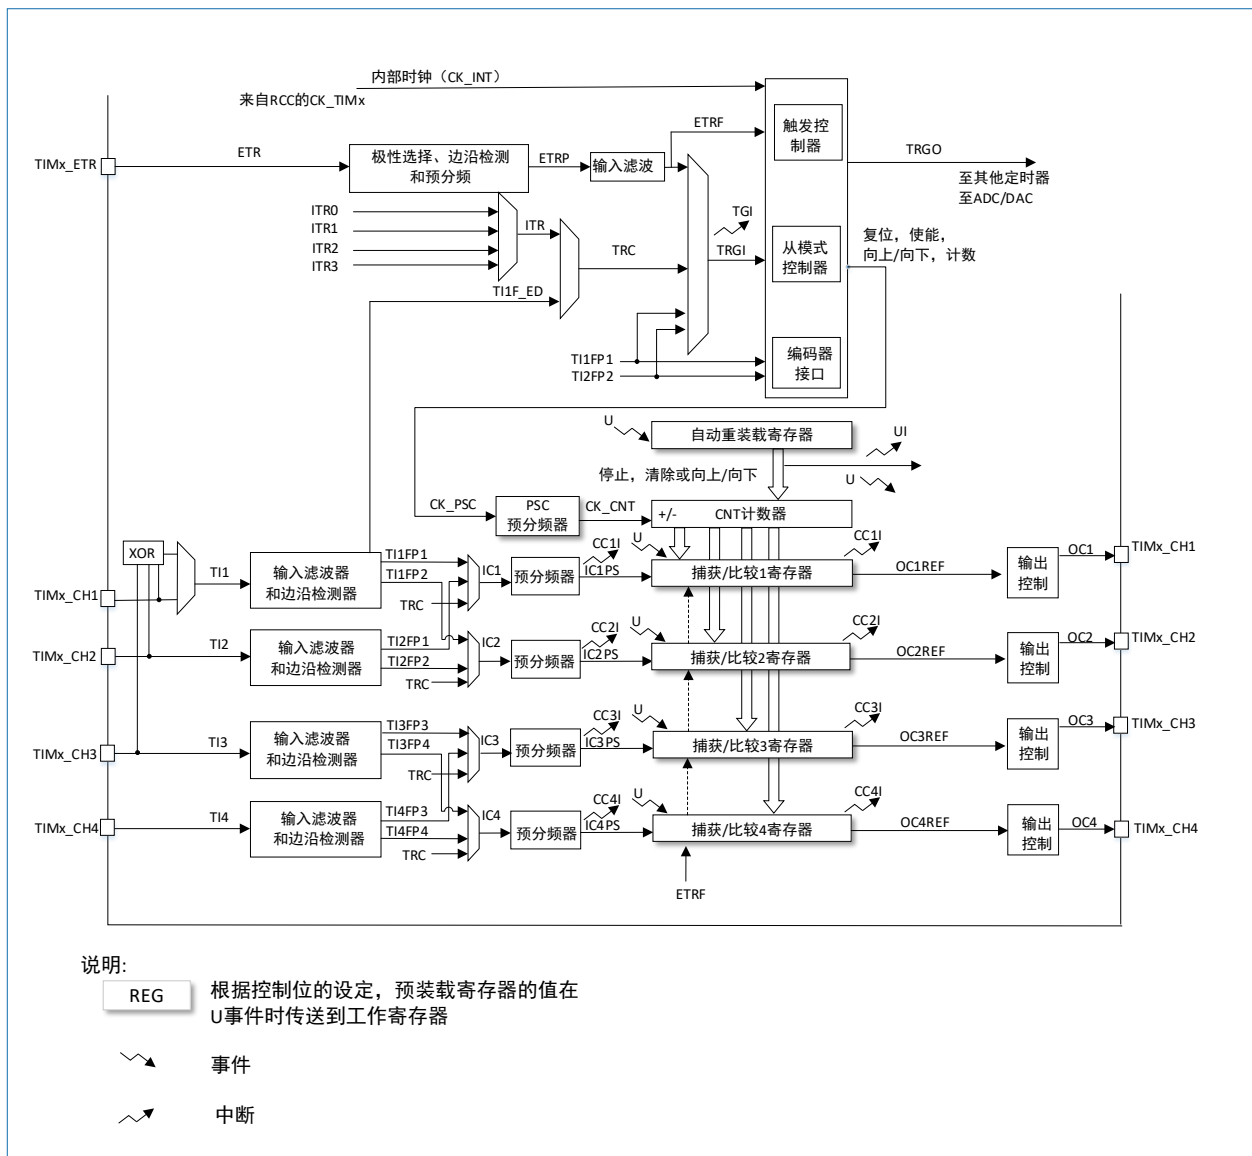 内部时钟（CK_INT）
来自RCC的CK_TIMx
TIMx_ETR
ETR
极性选择、边沿检测
和预分频
ETRP
输入滤波
ETRF
触发控
制器
TRGO
至其他定时器
至ADC/DAC
ITR0
ITR1
ITR2
ITR3
ITR
TRC
TGI
TRGI
从模式
控制器
复位，使能，
向上/向下，计数
TI1F_ED
TI1FP1
TI2FP2
编码器
接口
U
自动重装载寄存器
UI
U
停止，清除或向上/向下
CK_PSC
PSC
预分频器
CK_CNT
+/-
CNT计数器
XOR
TIMx_CH1
TI1
输入滤波器
和边沿检测器
TI1FP1
TI1FP2
TRC
IC1
预分频器
CC1I
IC1PS
U
捕获/比较1寄存器
CC1I
OC1REF
输出
控制
OC1
TIMx_CH1
TIMx_CH2
TI2
输入滤波器
和边沿检测器
TI2FP1
TI2FP2
TRC
IC2
预分频器
CC2I
IC2PS
U
捕获/比较2寄存器
CC2I
OC2REF
输出
控制
OC2
TIMx_CH2
TIMx_CH3
TI3
输入滤波器
和边沿检测器
TI3FP3
TI3FP4
TRC
IC3
预分频器
CC3I
IC3PS
U
捕获/比较3寄存器
CC3I
OC3REF
输出
控制
OC3
TIMx_CH3
TIMx_CH4
TI4
输入滤波器
和边沿检测器
TI4FP3
TI4FP4
TRC
IC4
预分频器
CC4I
IC4PS
U
捕获/比较4寄存器
CC4I
OC4REF
输出
控制
OC4
TIMx_CH4
ETRF
说明:
REG
根据控制位的设定，预装载寄存器的值在
U事件时传送到工作寄存器
事件
中断